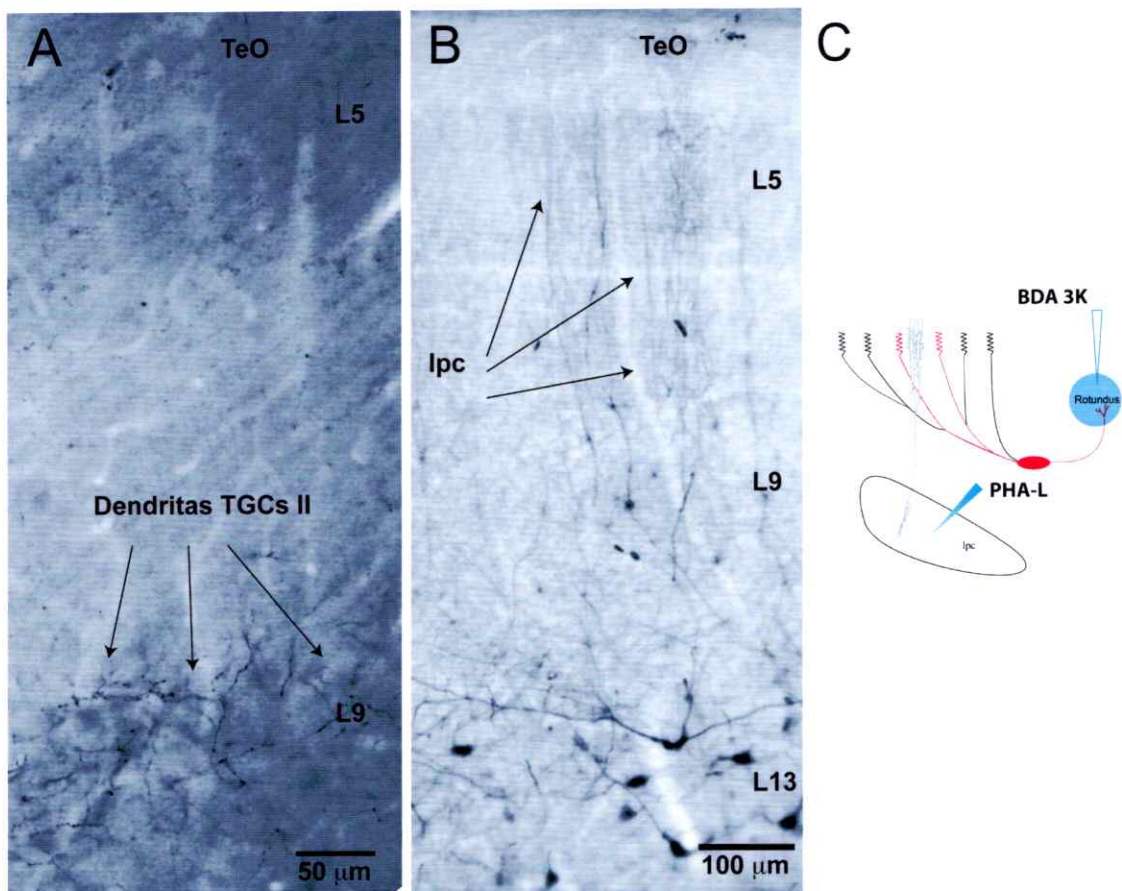 A
TeO
L5
Dendritas TGCs II
L9
50 μm
B
TeO
L5
Ipc
L9
L13
100 μm
C
BDA 3K
Rotundus
PHA-L
Ipc